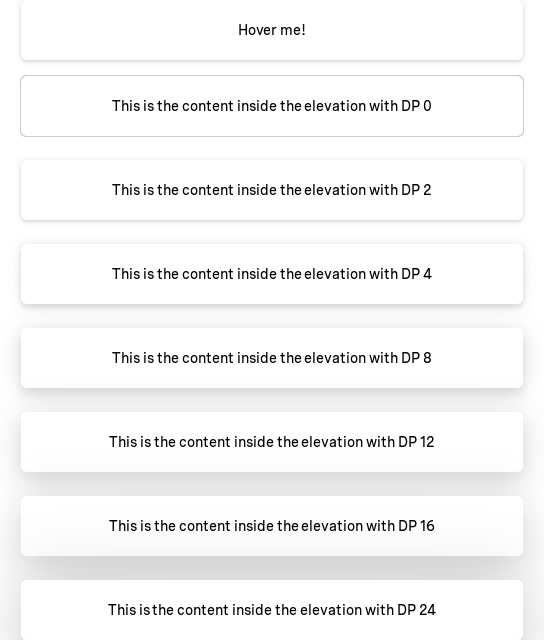 Hover me!
This is the content inside the elevation with DP 0
This is the content inside the elevation with DP 2
This is the content inside the elevation with DP 4
This is the content inside the elevation with DP 8
This is the content inside the elevation with DP 12
This is the content inside the elevation with DP 16
This is the content inside the elevation with DP 24